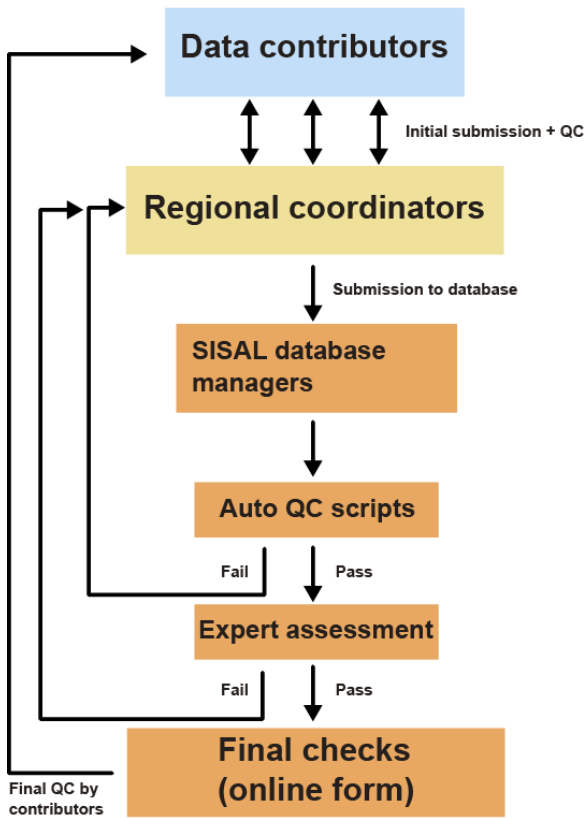 Data contributors
Initial submission + QC
Regional coordinators
Submission to database
SISAL database
managers
Auto QC scripts
Fail
Pass
Expert assessment
Fail
Pass
Final checks
(online form)
Final QC by
contributors